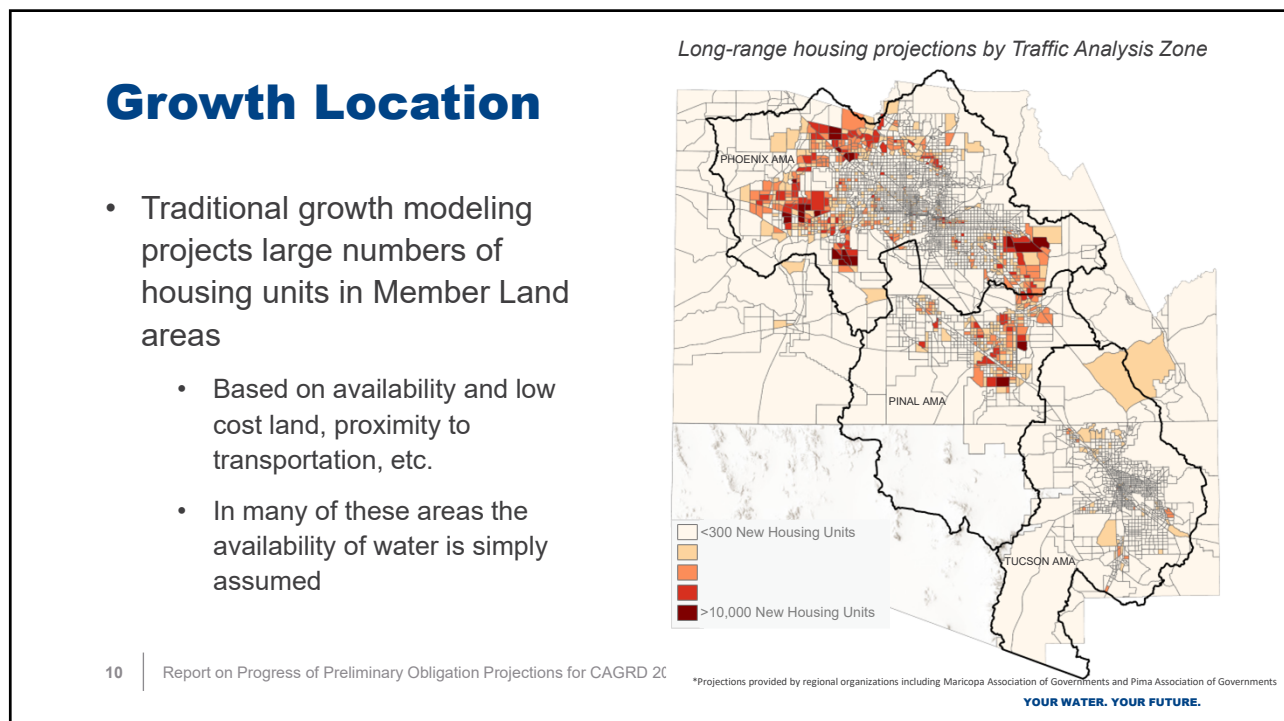 Long-range housing projections by Traffic Analysis Zone
Growth Location
• Traditional growth modeling
projects large numbers of
housing units in Member Land
areas
• Based on availability and low
cost land, proximity to
transportation, etc.
• In many of these areas the
availability of water is simply
assumed
PHOENIX AMA
PINAL AMA
TUCSON AMA
<300 New Housing Units
>10,000 New Housing Units
10
Report on Progress of Preliminary Obligation Projections for CAGRD
*Projections provided by regional organizations including Maricopa Association of Governments and Pima Association of Governments
YOUR WATER. YOUR FUTURE.